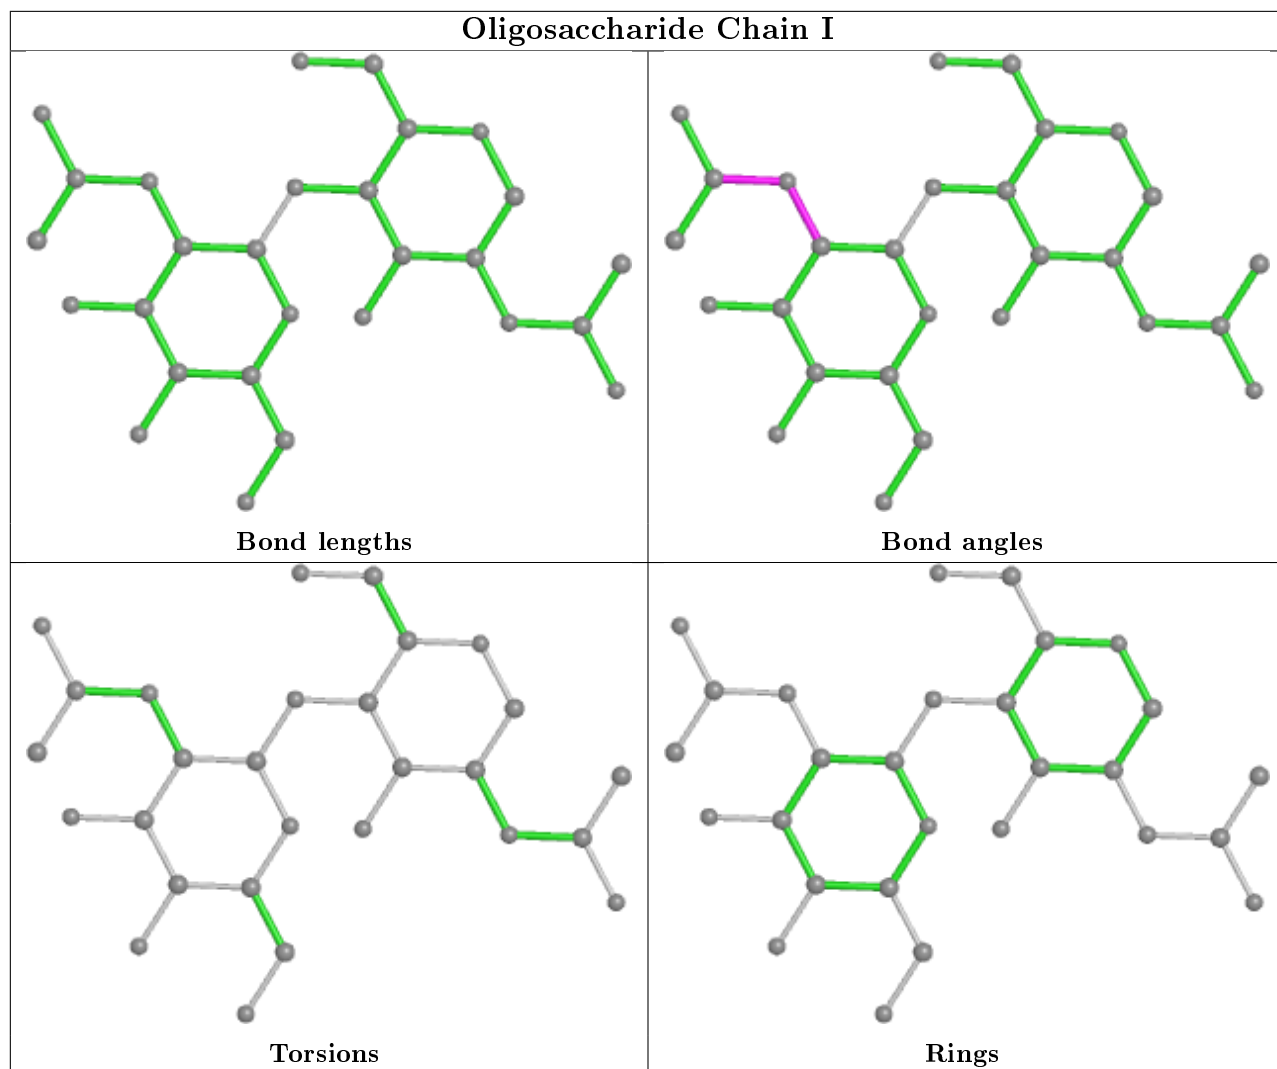 Oligosaccharide Chain I
Bond lengths
Bond angles
Torsions
Rings